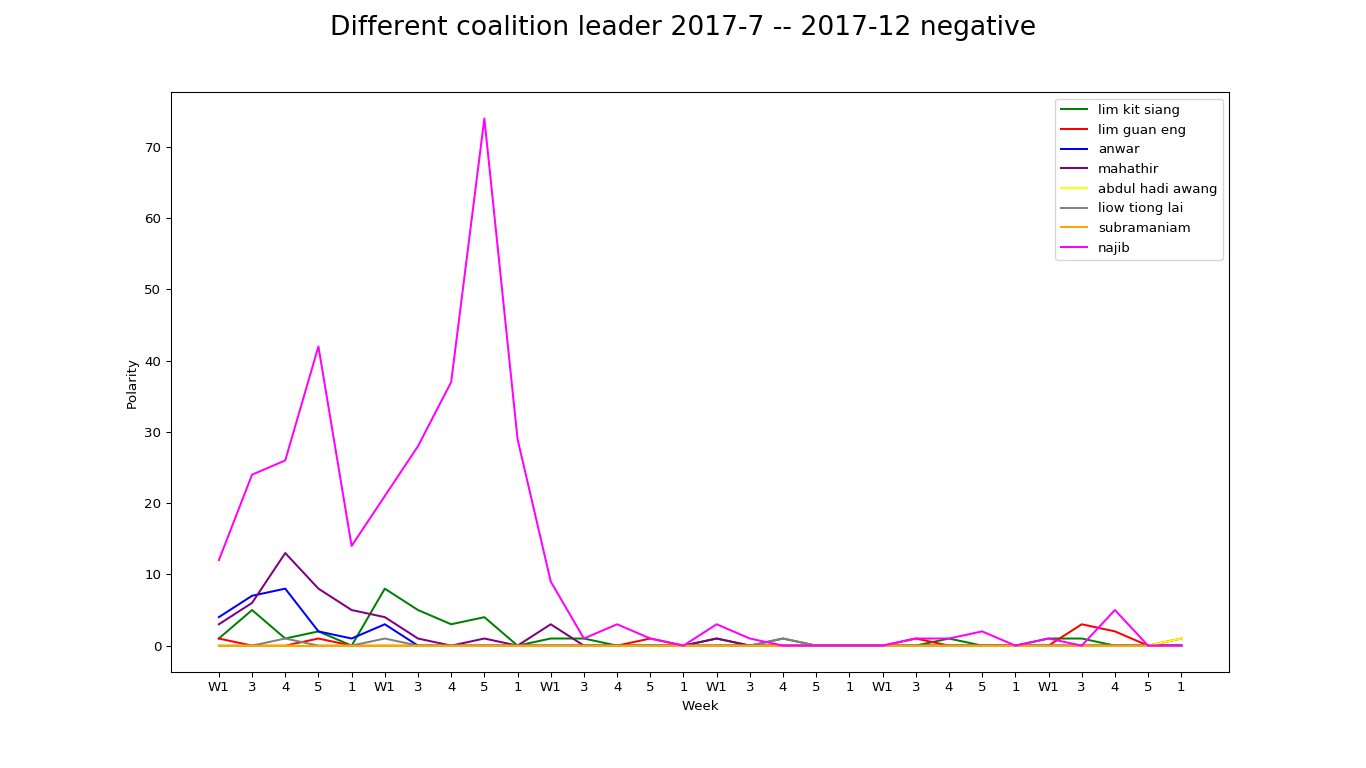 Different coalition leader 2017-7 -- 2017-12 negative
lim kit siang
lim guan eng
anwar
mahathir
abdul hadi awang
liow tiong lai
subramaniam
najib
Polarity
70
60
50
40
30
20
10
0
W1 3 4 5 1 W1 3 4 5 1 W1 3 4 5 1 W1 3 4 5 1 W1 3 4 5 1 W1 3 4 5 1
Week